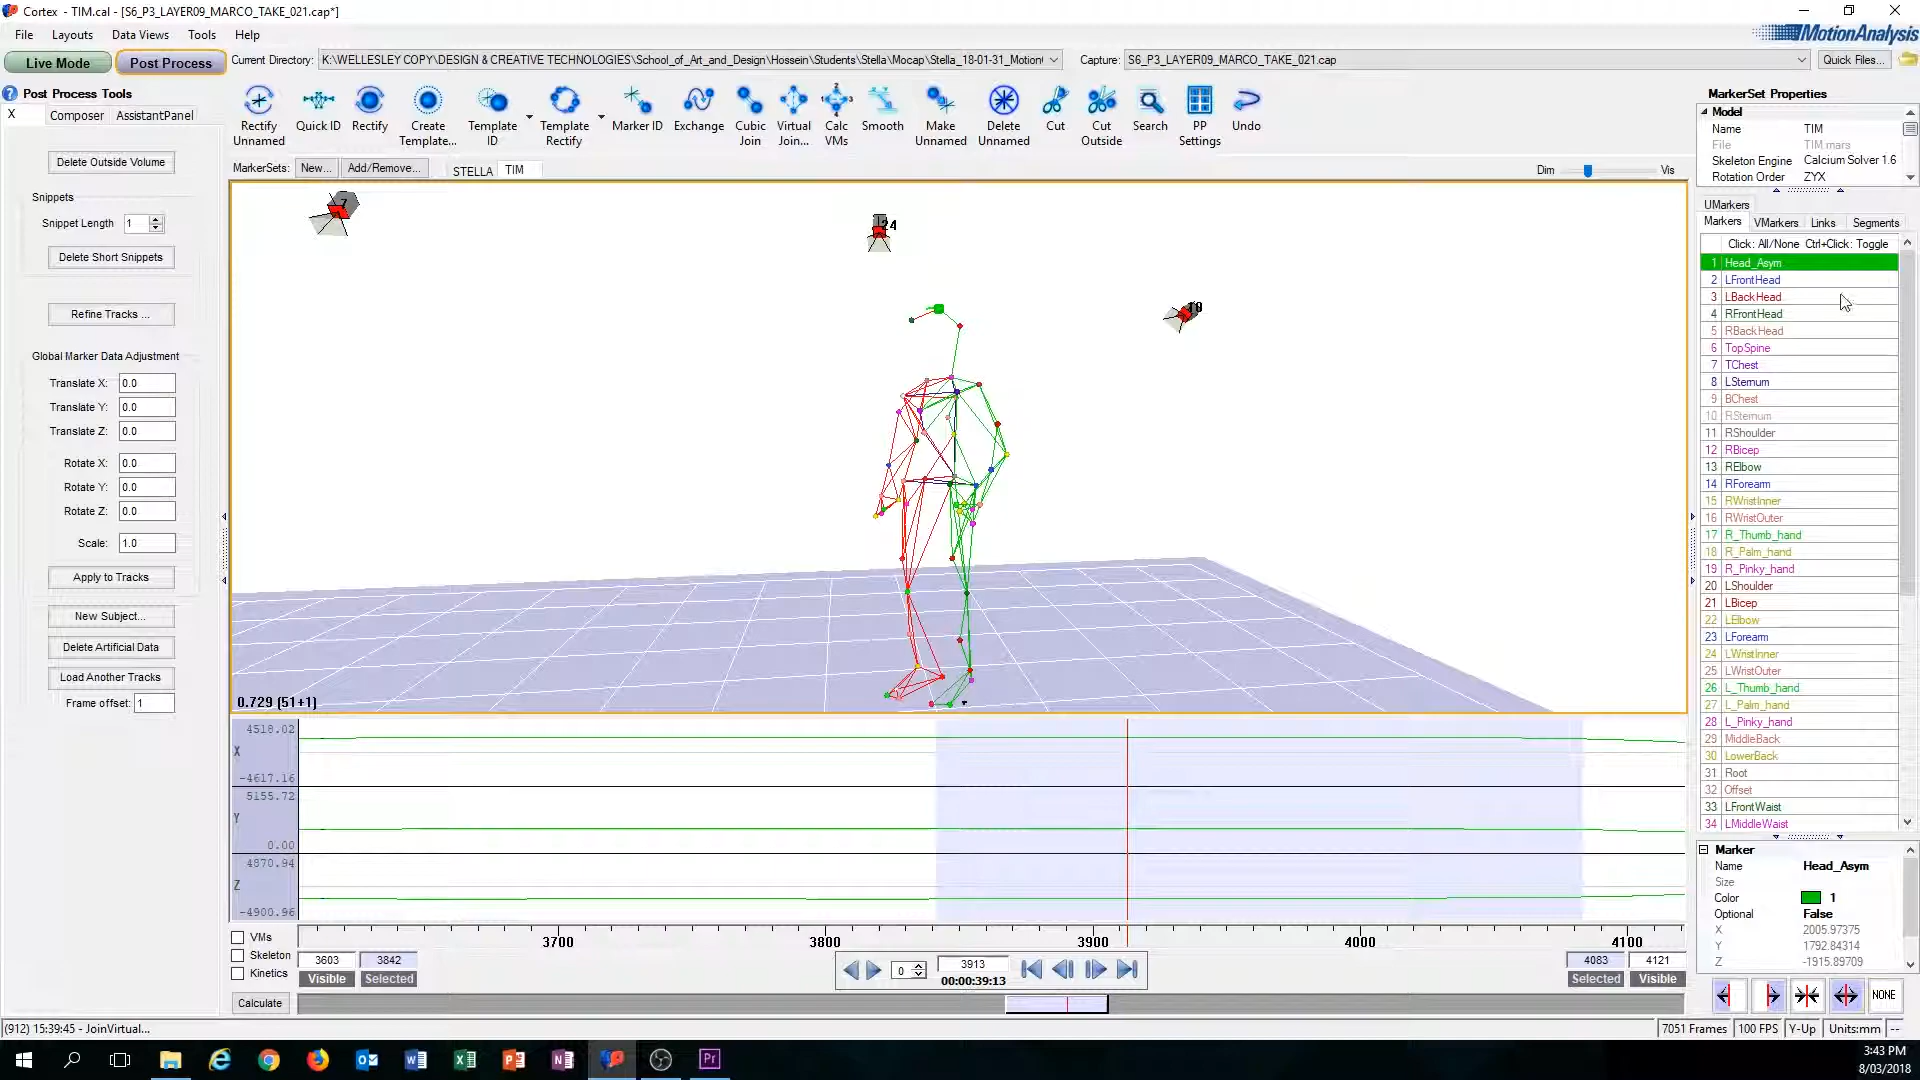 Cortex - TIM.cal - [S6_P3_LAYER09_MARCO_TAKE_021.cap*]
File Layouts Data Views Tools Help
MotionAnalysis
Live Mode
Post Process
Current Directory: K:\WELLESLEY COPY\DESIGN & CREATIVE TECHNOLOGIES\School_of_Art_and_Design\Hossein\Students\Stella\Mocap\Stella_18-01-31_Motion(
Capture: S6_P3_LAYER09_MARCO_TAKE_021.cap
Quick Files...
Post Process Tools
X Composer AssistantPanel
Delete Outside Volume
Snippets
Snippet Length 1
Delete Short Snippets
Refine Tracks ...
Global Marker Data Adjustment
Translate X: 0.0
Translate Y: 0.0
Translate Z: 0.0
Rotate X: 0.0
Rotate Y: 0.0
Rotate Z: 0.0
Scale: 1.0
Apply to Tracks
New Subject...
Delete Artificial Data
Load Another Tracks
Frame offset: 1
Rectify Unnamed
Quick ID
Rectify
Create Template...
Template ID
Template Rectify
Marker ID
Exchange
Cubic Join
Virtual Join...
Calc VMs
Smooth
Make Unnamed
Delete Unnamed
Cut
Cut Outside
Search
PP Settings
Undo
MarkerSets: New... Add/Remove... STELLA TIM
Dim Vis
7
24
0.729 (51+1)
4518.02
X
-4617.16
5155.72
Y
0.00
4870.94
Z
-4900.96
VMs
Skeleton
Kinetics
Calculate
3700 3800 3900 4000 4100
3603 3842
Visible Selected
0
3913
00:00:39:13
4083 4121
Selected Visible
MarkerSet Properties
Model
Name TIM
File TIM.mars
Skeleton Engine Calcium Solver 1.6
Rotation Order ZYX
UMarkers
Markers VMarkers Links Segments
Click: All/None Ctrl+Click: Toggle
1 Head_Asym
2 LFrontHead
3 LBackHead
4 RFrontHead
5 RBackHead
6 TopSpine
7 TChest
8 LSternum
9 BChest
10 RSternum
11 RShoulder
12 RBicep
13 RElbow
14 RForearm
15 RWristInner
16 RWristOuter
17 R_Thumb_hand
18 R_Palm_hand
19 R_Pinky_hand
20 LShoulder
21 LBicep
22 LElbow
23 LForearm
24 LWristInner
25 LWristOuter
26 L_Thumb_hand
27 L_Palm_hand
28 L_Pinky_hand
29 MiddleBack
30 LowerBack
31 Root
32 Offset
33 LFrontWaist
34 LMiddleWaist
Marker
Name Head_Asym
Size
Color 1
Optional False
X 2005.97375
Y 1792.84314
Z -1915.89709
NONE
(912) 15:39:45 - JoinVirtual...
7051 Frames 100 FPS Y-Up Units:mm --
3:43 PM
8/03/2018